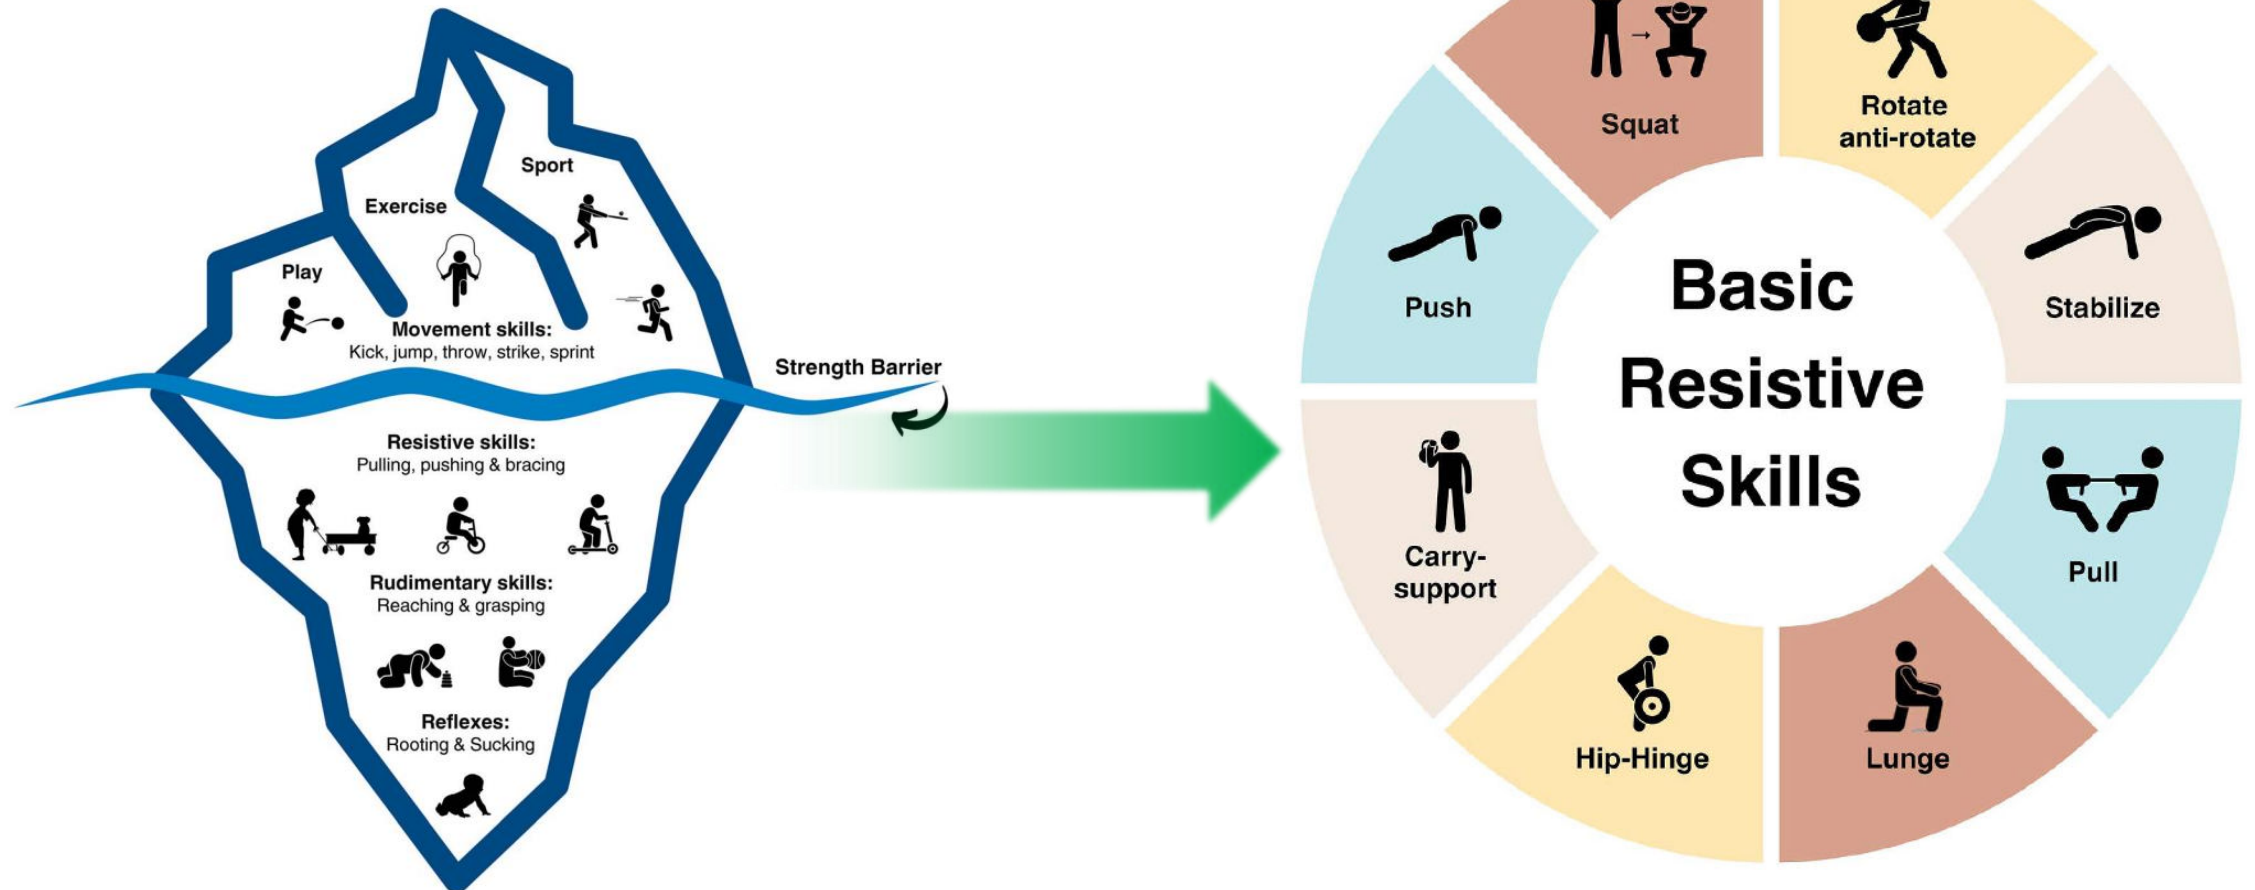 Sport
Exercise
Play
Movement skills:
Kick, jump, throw, strike, sprint
Strength Barrier
Resistive skills:
Pulling, pushing & bracing
Rudimentary skills:
Reaching & grasping
Reflexes:
Rooting & Sucking
Basic
Resistive
Skills
Squat
Rotate
anti-rotate
Stabilize
Pull
Lunge
Hip-Hinge
Carry-
support
Push